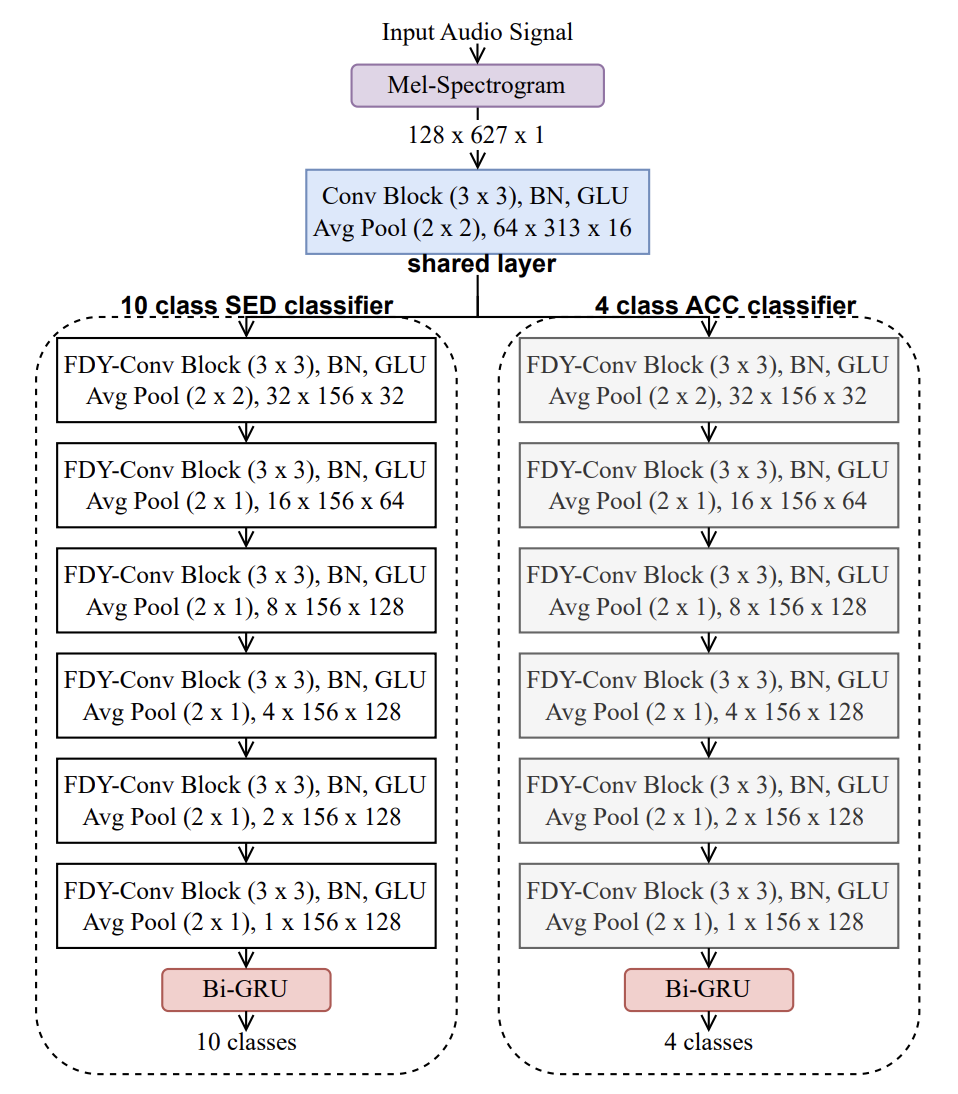 Input Audio Signal
Mel-Spectrogram
128 x 627 x 1
Conv Block (3 x 3), BN, GLU
Avg Pool (2 x 2), 64 x 313 x 16
shared layer
10 class SED classifier
FDY-Conv Block (3 x 3), BN, GLU
Avg Pool (2 x 2), 32 x 156 x 32
FDY-Conv Block (3 x 3), BN, GLU
Avg Pool (2 x 1), 16 x 156 x 64
FDY-Conv Block (3 x 3), BN, GLU
Avg Pool (2 x 1), 8 x 156 x 128
FDY-Conv Block (3 x 3), BN, GLU
Avg Pool (2 x 1), 4 x 156 x 128
FDY-Conv Block (3 x 3), BN, GLU
Avg Pool (2 x 1), 2 x 156 x 128
FDY-Conv Block (3 x 3), BN, GLU
Avg Pool (2 x 1), 1 x 156 x 128
Bi-GRU
10 classes
4 class ACC classifier
FDY-Conv Block (3 x 3), BN, GLU
Avg Pool (2 x 2), 32 x 156 x 32
FDY-Conv Block (3 x 3), BN, GLU
Avg Pool (2 x 1), 16 x 156 x 64
FDY-Conv Block (3 x 3), BN, GLU
Avg Pool (2 x 1), 8 x 156 x 128
FDY-Conv Block (3 x 3), BN, GLU
Avg Pool (2 x 1), 4 x 156 x 128
FDY-Conv Block (3 x 3), BN, GLU
Avg Pool (2 x 1), 2 x 156 x 128
FDY-Conv Block (3 x 3), BN, GLU
Avg Pool (2 x 1), 1 x 156 x 128
Bi-GRU
4 classes